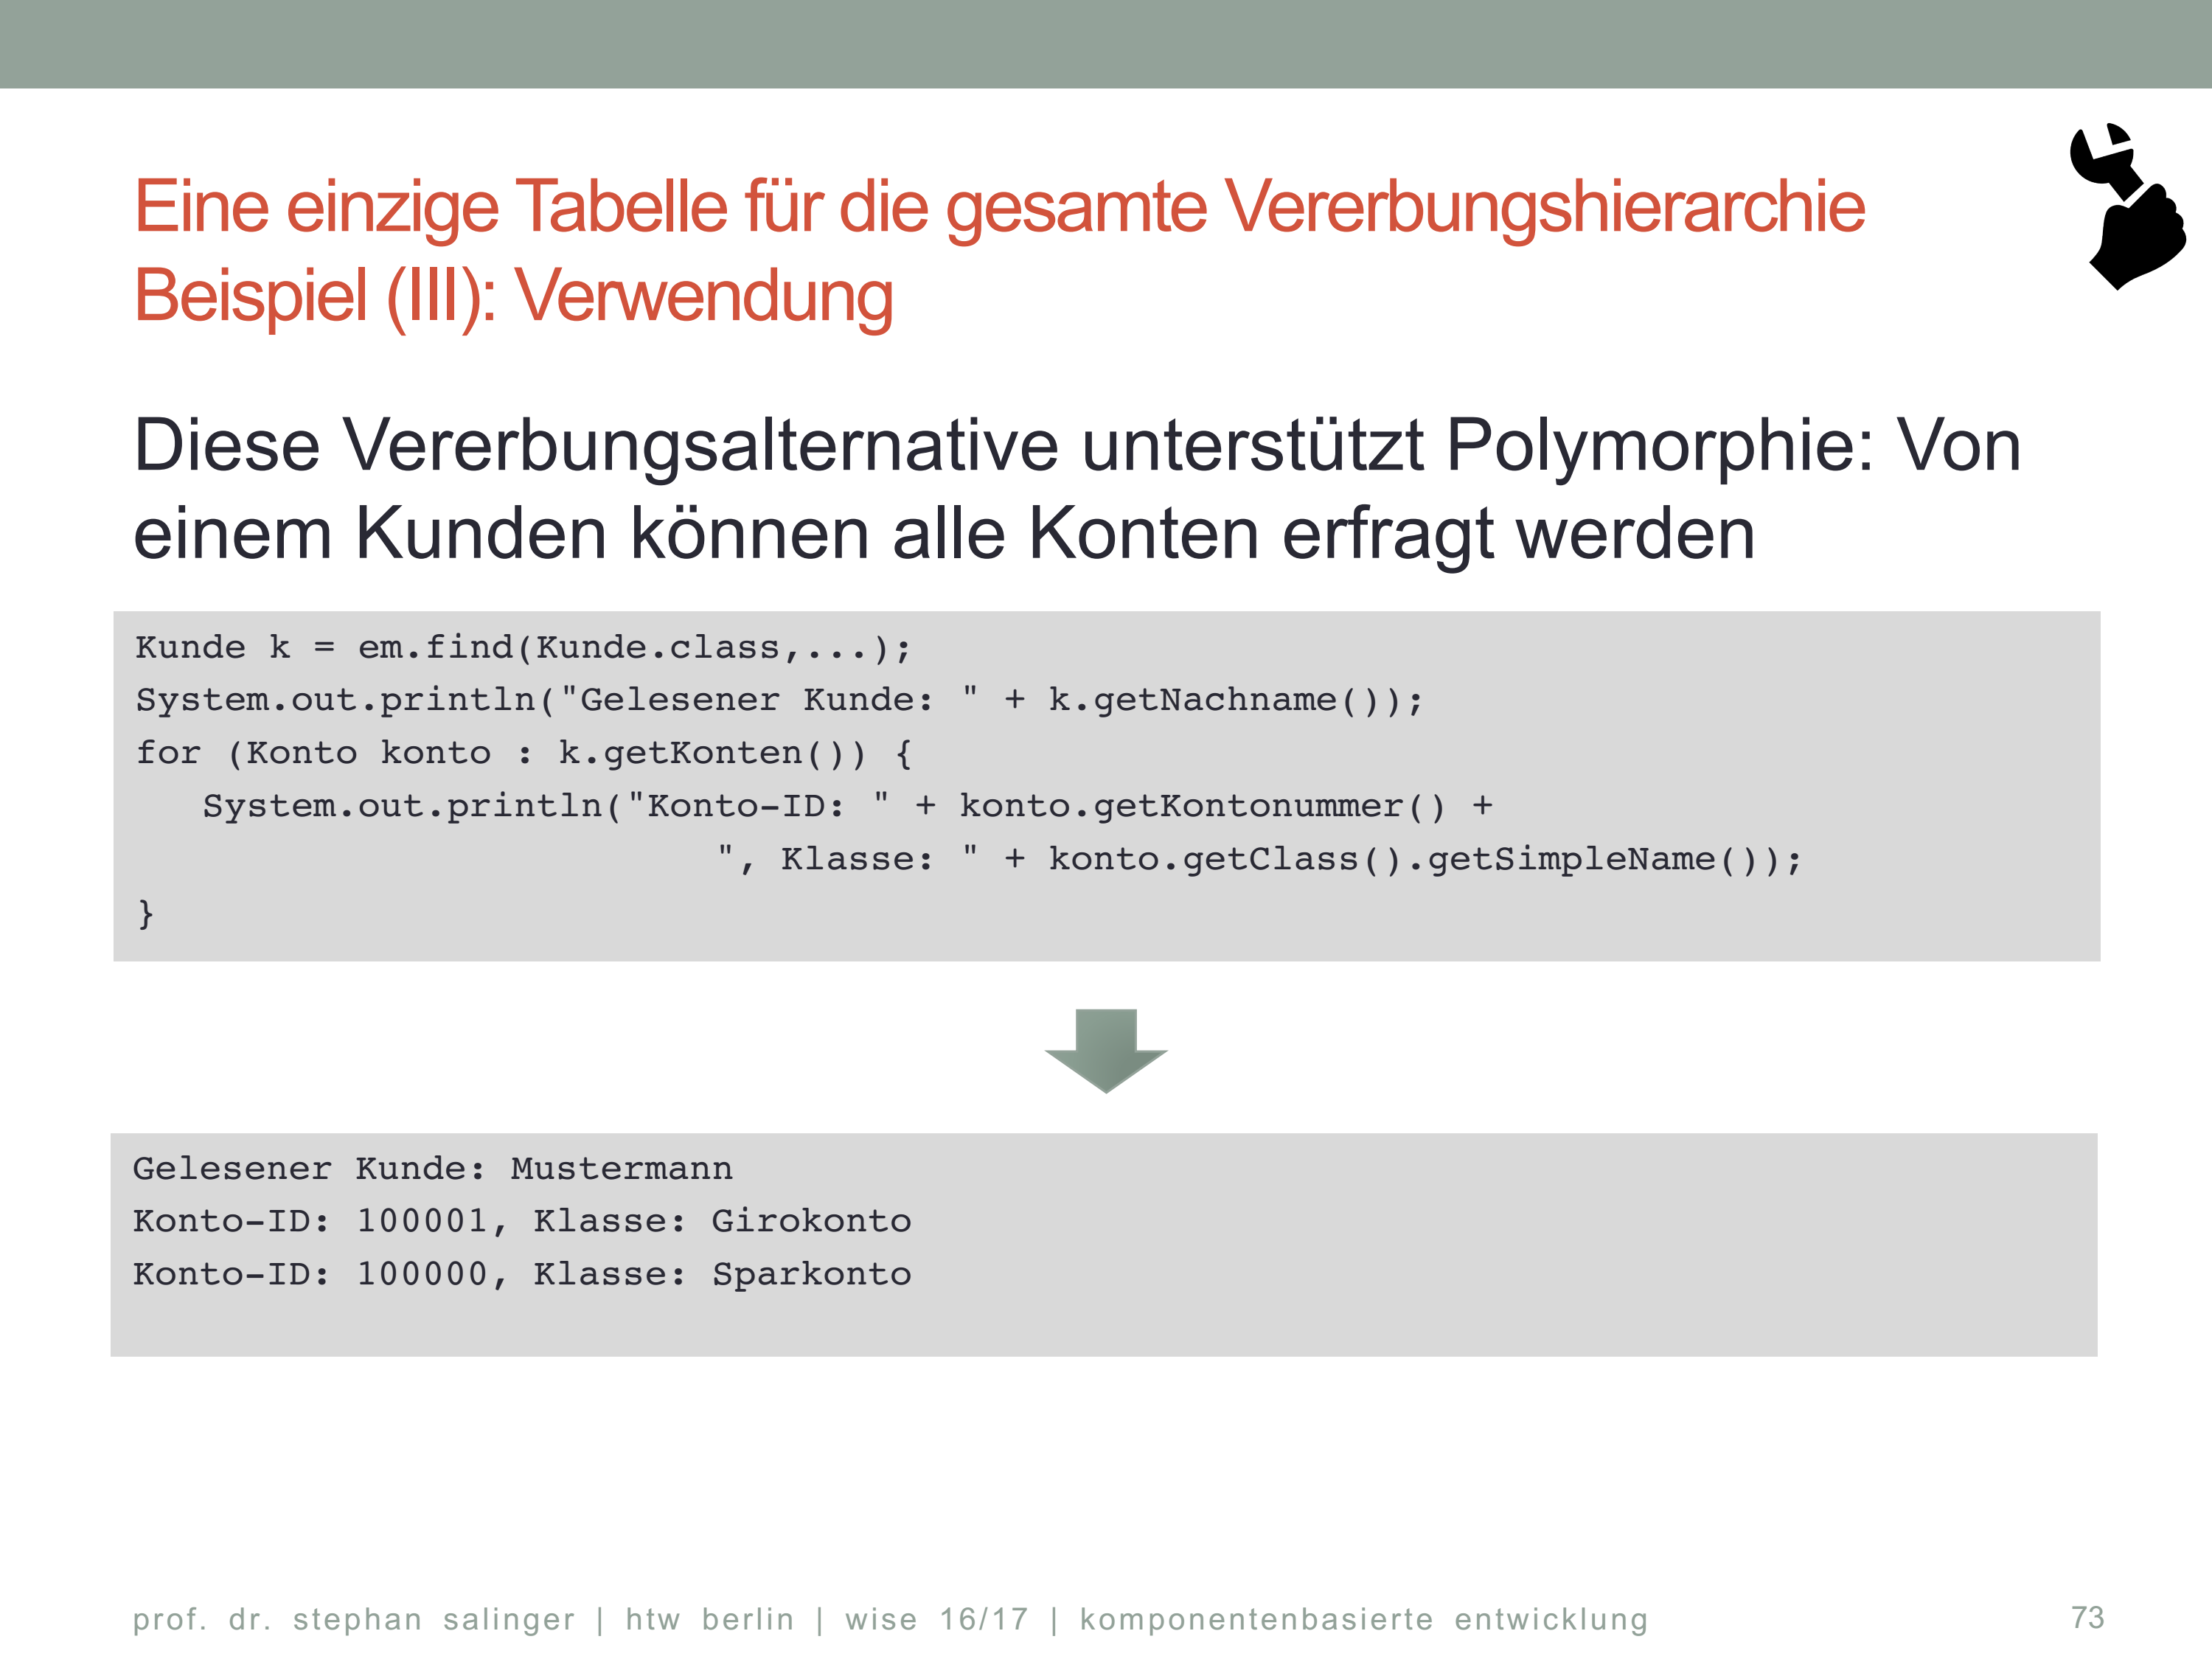 Eine einzige Tabelle für die gesamte Vererbungshierarchie
Beispiel (III): Verwendung
Diese Vererbungsalternative unterstützt Polymorphie: Von
einem Kunden können alle Konten erfragt werden
Kunde k = em.find(Kunde.class,...);
System.out.println("Gelesener Kunde: " + k.getNachname());
for (Konto konto : k.getKonten()) {
   System.out.println("Konto-ID: " + konto.getKontonummer() +
                          ", Klasse: " + konto.getClass().getSimpleName());
}
Gelesener Kunde: Mustermann
Konto-ID: 100001, Klasse: Girokonto
Konto-ID: 100000, Klasse: Sparkonto
prof. dr. stephan salinger | htw berlin | wise 16/17 | komponentenbasierte entwicklung
73